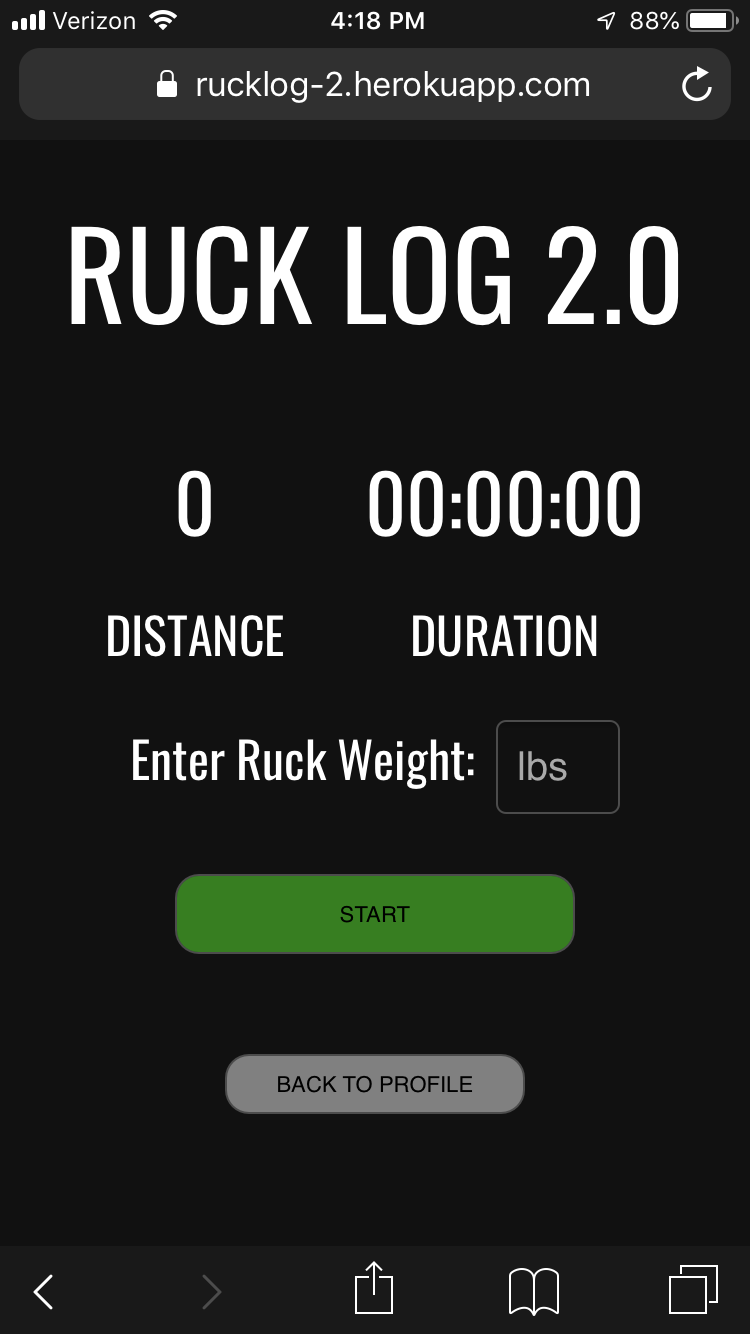 Verizon 4:18 PM 88%
rucklog-2.herokuapp.com
RUCK LOG 2.0
0 00:00:00
DISTANCE DURATION
Enter Ruck Weight: lbs
START
BACK TO PROFILE